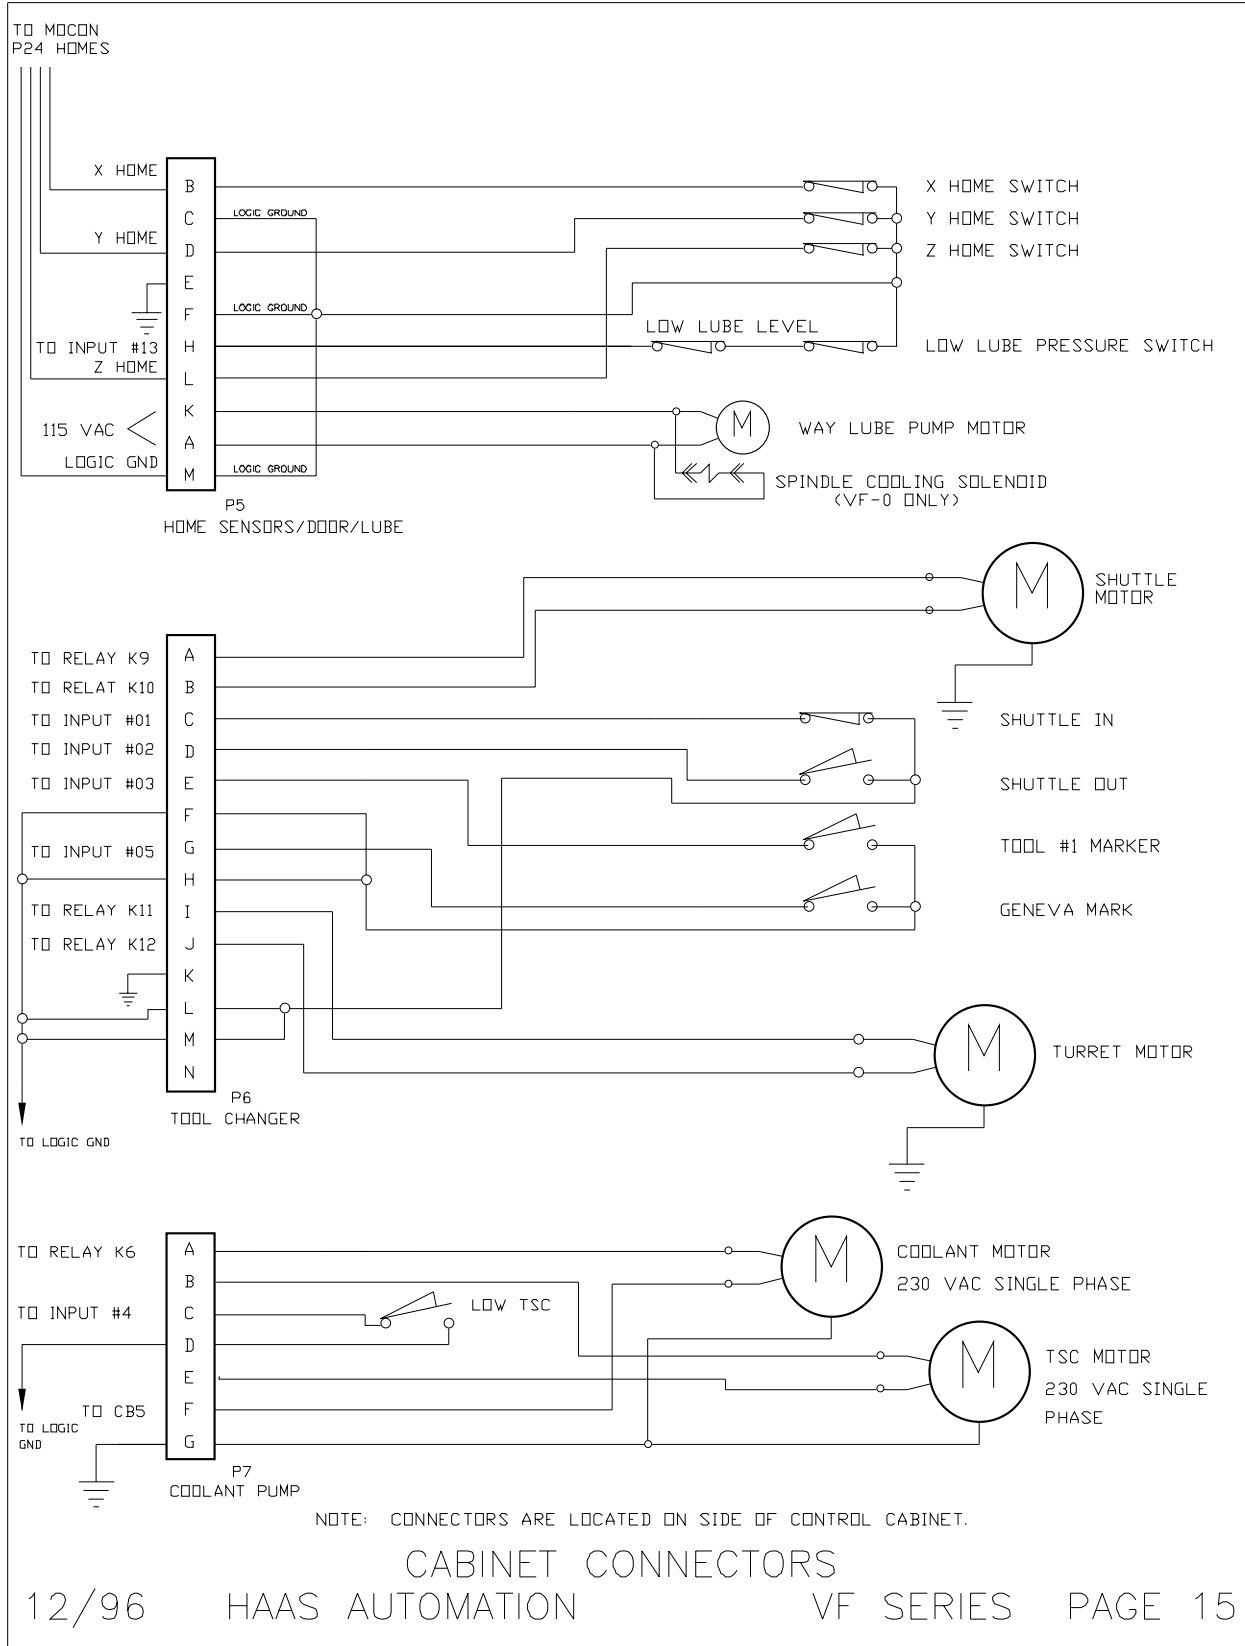 TO MOCON
P24 HOMES
X HOME
B
X HOME SWITCH
C
LOGIC GROUND
Y HOME SWITCH
Y HOME
D
Z HOME SWITCH
E
F
LOGIC GROUND
LOW LUBE LEVEL
TO INPUT #13
H
LOW LUBE PRESSURE SWITCH
Z HOME
L
K
115 VAC
M
WAY LUBE PUMP MOTOR
A
LOGIC GND
M
LOGIC GROUND
SPINDLE COOLING SOLENOID
(VF-0 ONLY)
P5
HOME SENSORS/DOOR/LUBE
M
SHUTTLE
MOTOR
TO RELAY K9
A
TO RELAT K10
B
TO INPUT #01
C
SHUTTLE IN
TO INPUT #02
D
TO INPUT #03
E
SHUTTLE OUT
F
TO INPUT #05
G
TOOL #1 MARKER
H
TO RELAY K11
I
GENEVA MARK
TO RELAY K12
J
K
L
M
M
TURRET MOTOR
N
P6
TOOL CHANGER
TO LOGIC GND
TO RELAY K6
A
M
COOLANT MOTOR
230 VAC SINGLE PHASE
B
TO INPUT #4
C
LOW TSC
D
M
TSC MOTOR
230 VAC SINGLE
PHASE
E
TO CB5
F
TO LOGIC
GND
G
P7
COOLANT PUMP
NOTE: CONNECTORS ARE LOCATED ON SIDE OF CONTROL CABINET.
CABINET CONNECTORS
12/96 HAAS AUTOMATION VF SERIES PAGE 15